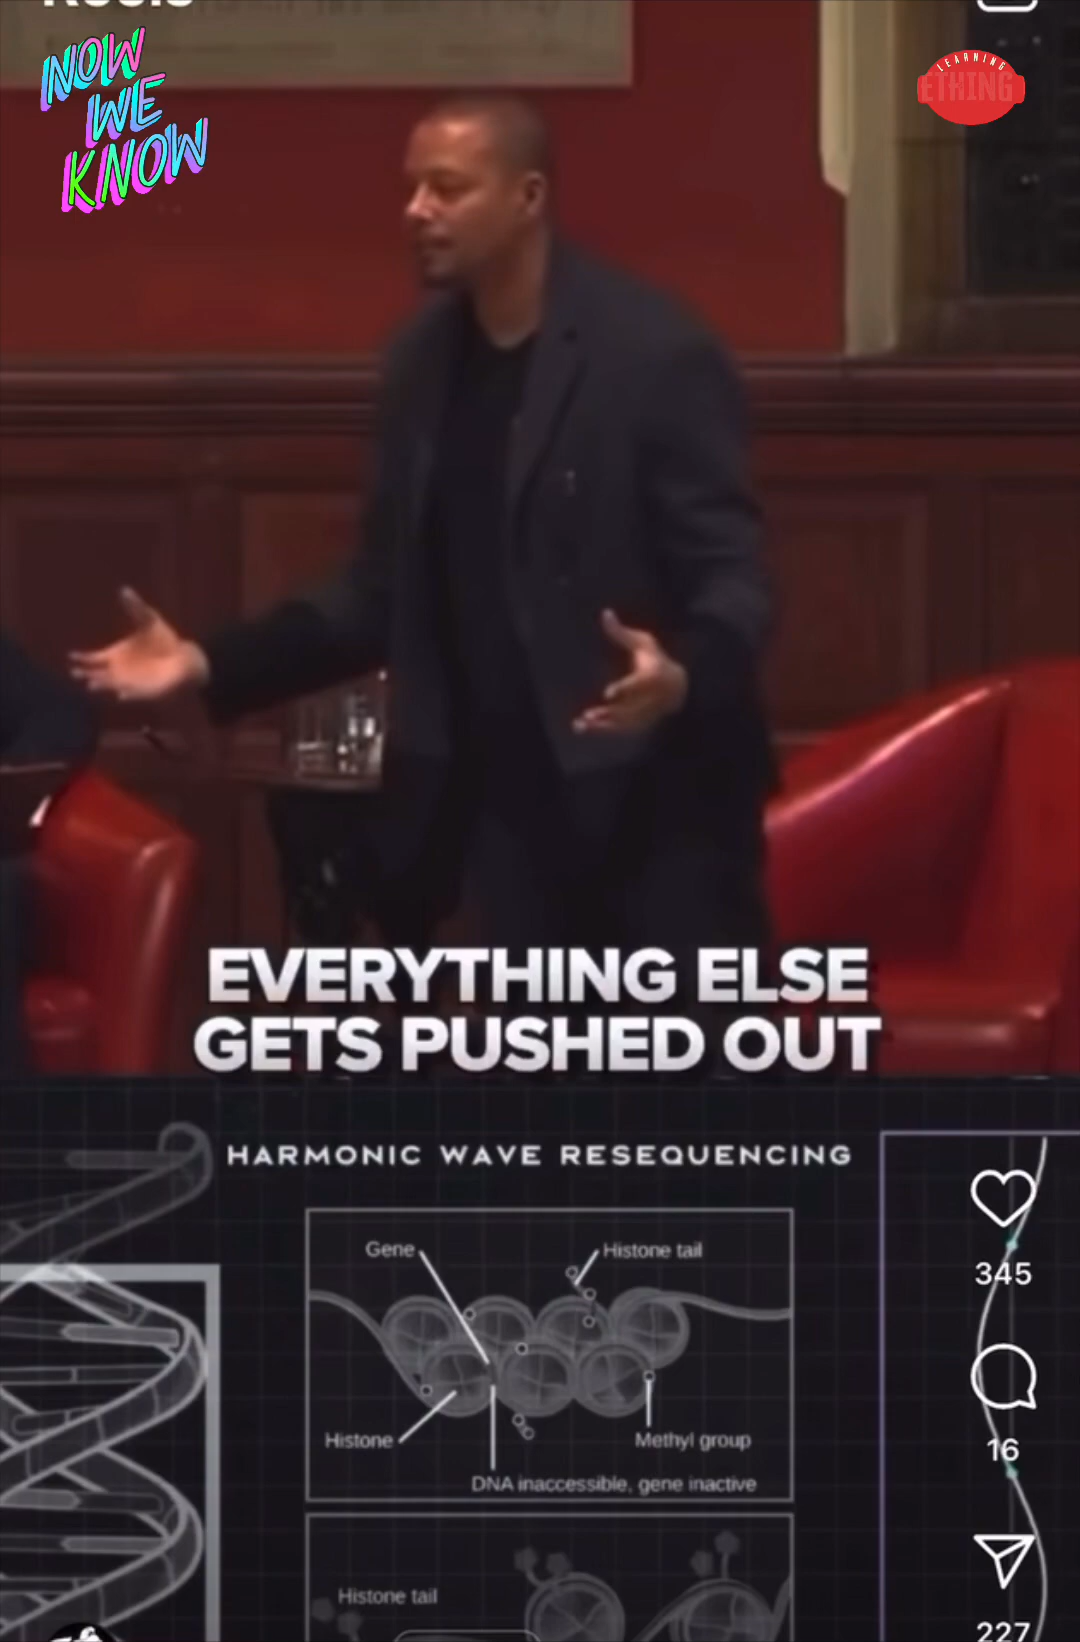 NOW
WE
KNOW
LEARNING
ETHING
EVERYTHING ELSE
GETS PUSHED OUT
HARMONIC WAVE RESEQUENCING
Gene
Histone tail
345
Histone
Methyl group
16
DNA inaccessible, gene inactive
Histone tail
227